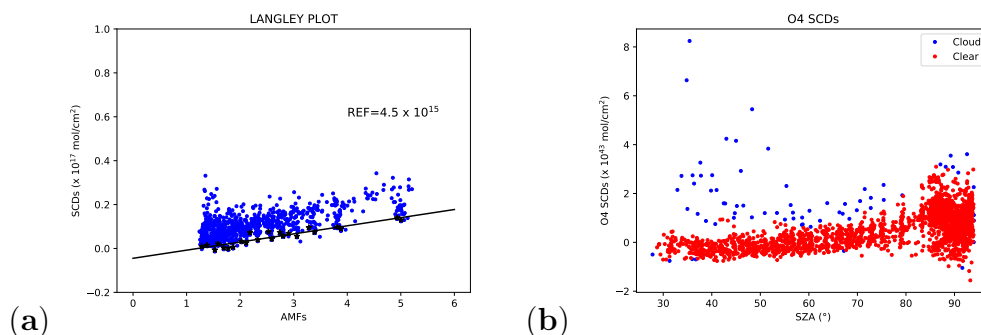 LANGLEY PLOT
1.0
0.8
0.6
0.4
0.2
0.0
−0.2
SCDs (x 10^17 mol/cm^2)
REF=4.5 x 10^15
0 1 2 3 4 5 6
AMFs
(a)
O4 SCDs
8
6
4
2
0
−2
O4 SCDs (x 10^43 mol/cm^2)
Cloud
Clear
30 40 50 60 70 80 90
SZA (°)
(b)